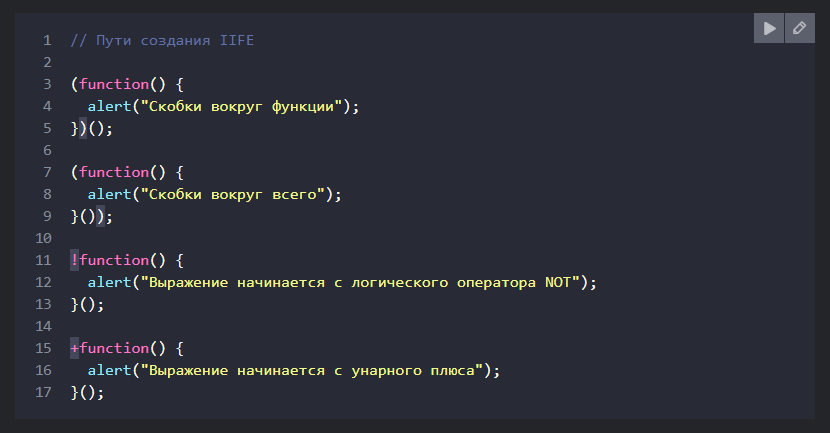 1 // Пути создания IIFE
2
3 (function() {
4   alert("Скобки вокруг функции");
5 })();
6
7 (function() {
8   alert("Скобки вокруг всего");
9 }());
10
11 !function() {
12   alert("Выражение начинается с логического оператора NOT");
13 }();
14
15 +function() {
16   alert("Выражение начинается с унарного плюса");
17 }();